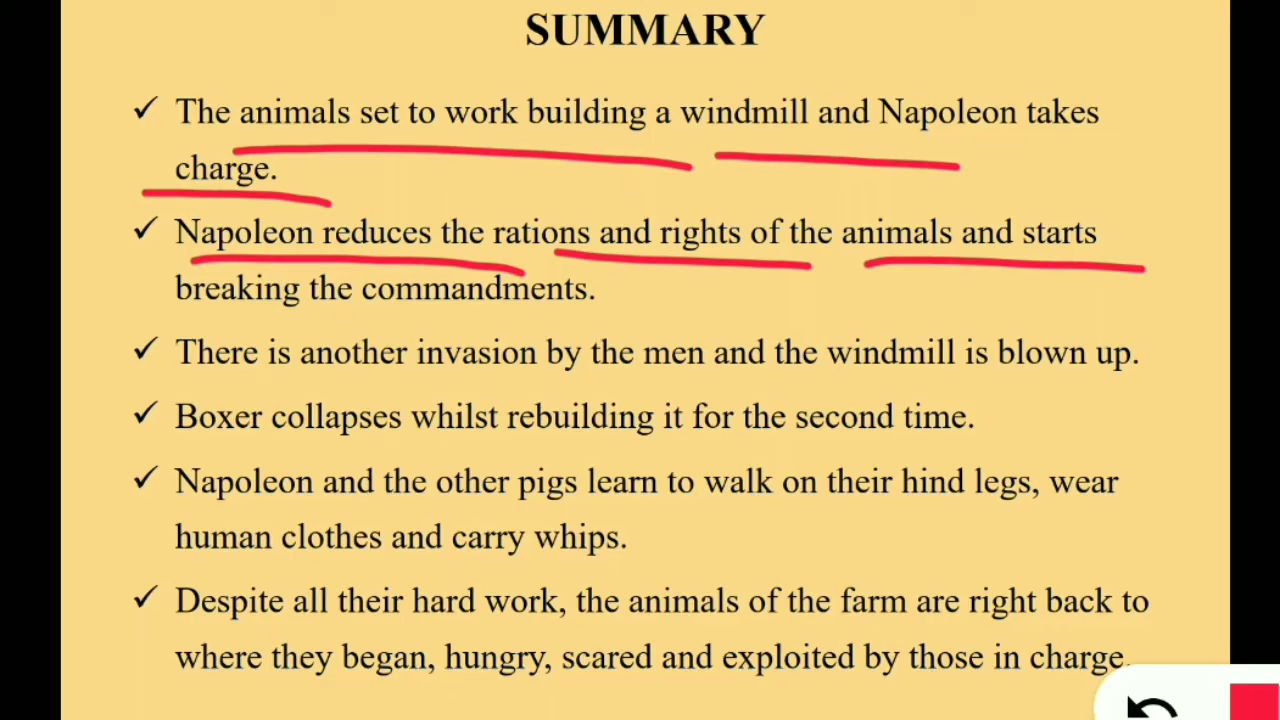 SUMMARY
✓ The animals set to work building a windmill and Napoleon takes
charge.
✓ Napoleon reduces the rations and rights of the animals and starts
breaking the commandments.
✓ There is another invasion by the men and the windmill is blown up.
✓ Boxer collapses whilst rebuilding it for the second time.
✓ Napoleon and the other pigs learn to walk on their hind legs, wear
human clothes and carry whips.
✓ Despite all their hard work, the animals of the farm are right back to
where they began, hungry, scared and exploited by those in charge.